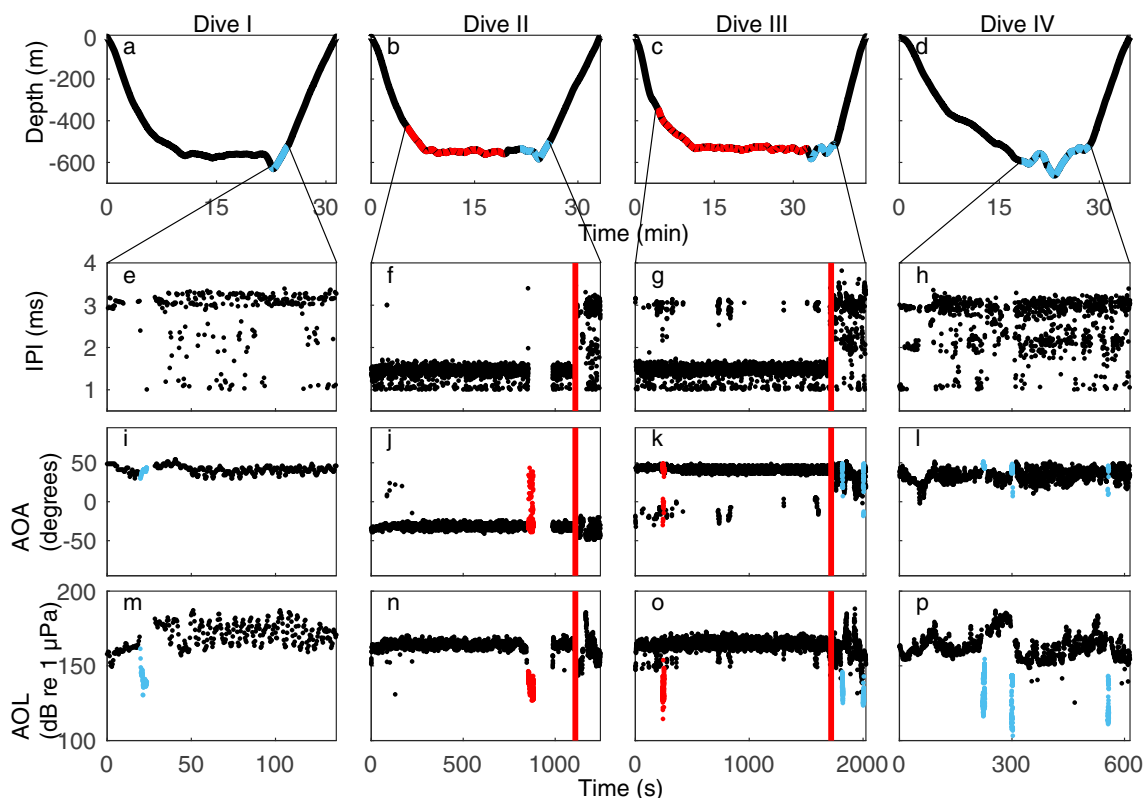 Dive I Dive II Dive III Dive IV
a b c d
Depth (m)
0
-200
-400
-600
0 15 30 0 15 30 0 15 30 0 15 30
Time (min)
e f g h
IPI (ms)
4
3
2
1
i j k l
AOA
(degrees)
50
0
-50
m n o p
AOL
(dB re 1 µPa)
200
150
100
0 50 100 0 500 1000 0 1000 2000 0 300 600
Time (s)